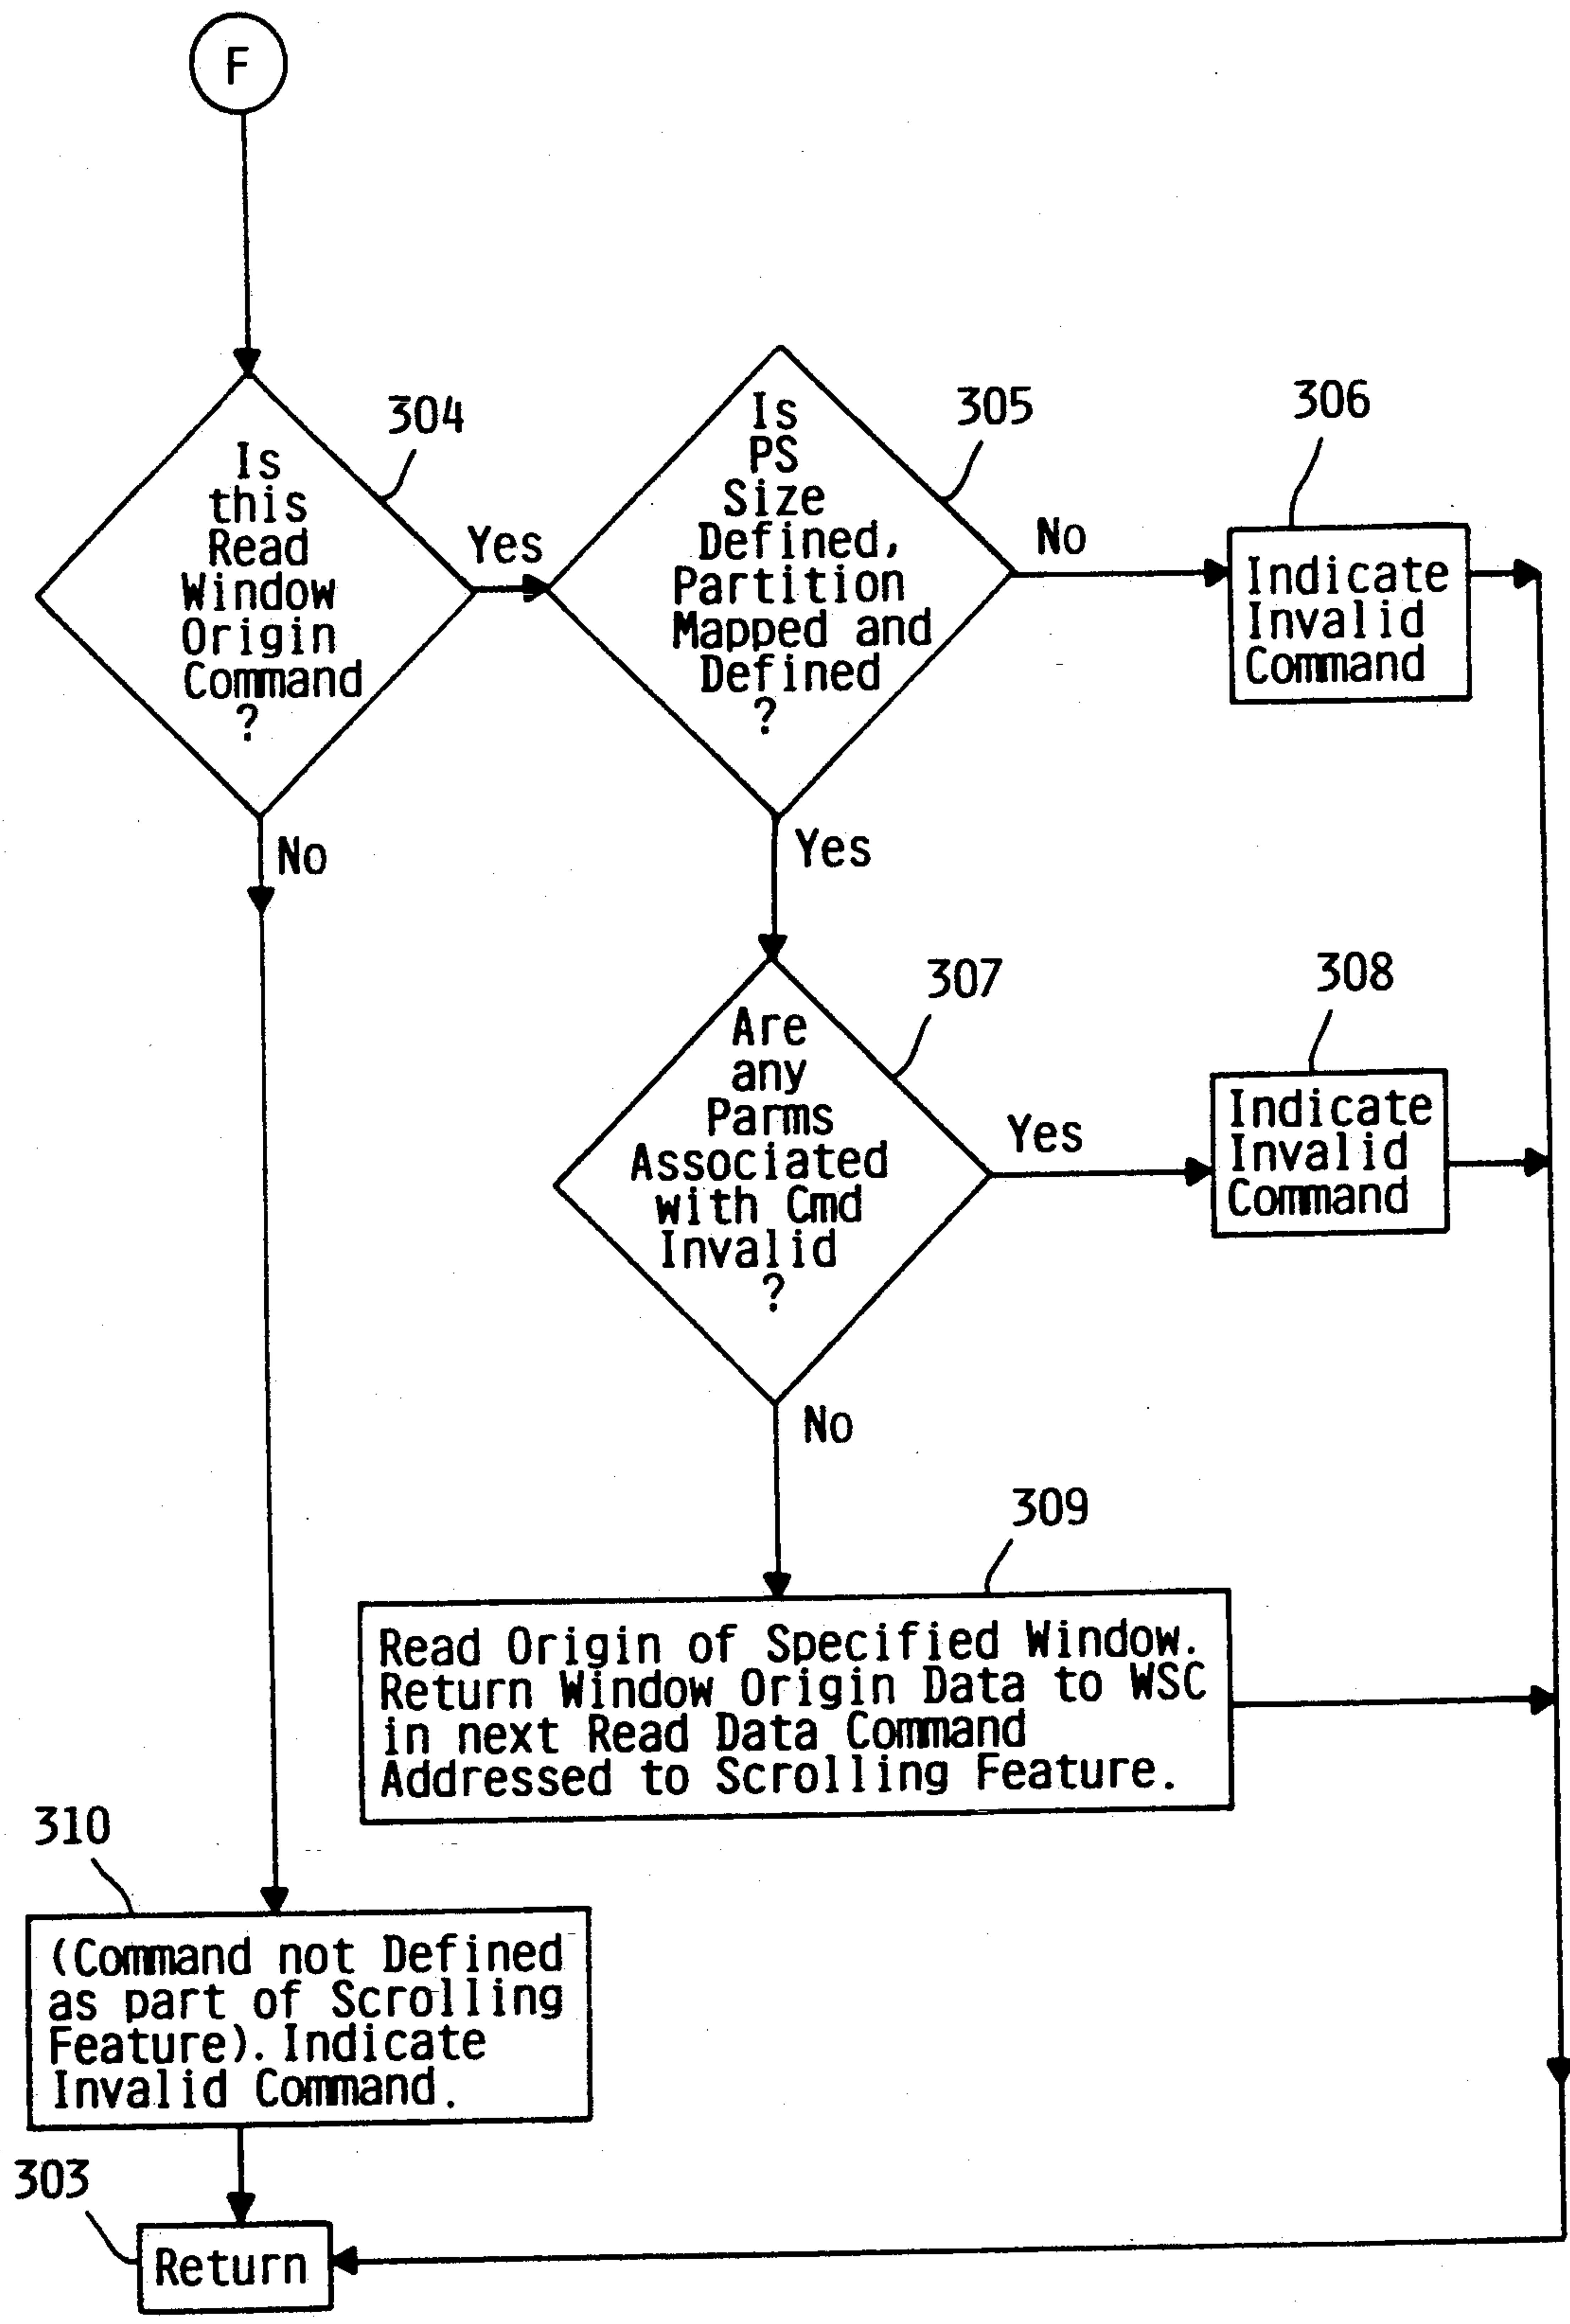 F
304
Is
this
Read
Window
Origin
Command
?
Yes
No
305
Is
PS
Size
Defined,
Partition
Mapped and
Defined
?
No
Yes
306
Indicate
Invalid
Command
307
Are
any
Parms
Associated
with Cmd
Invalid
?
Yes
No
308
Indicate
Invalid
Command
309
Read Origin of Specified Window.
Return Window Origin Data to WSC
in next Read Data Command
Addressed to Scrolling Feature.
310
(Command not Defined
as part of Scrolling
Feature). Indicate
Invalid Command.
303
Return